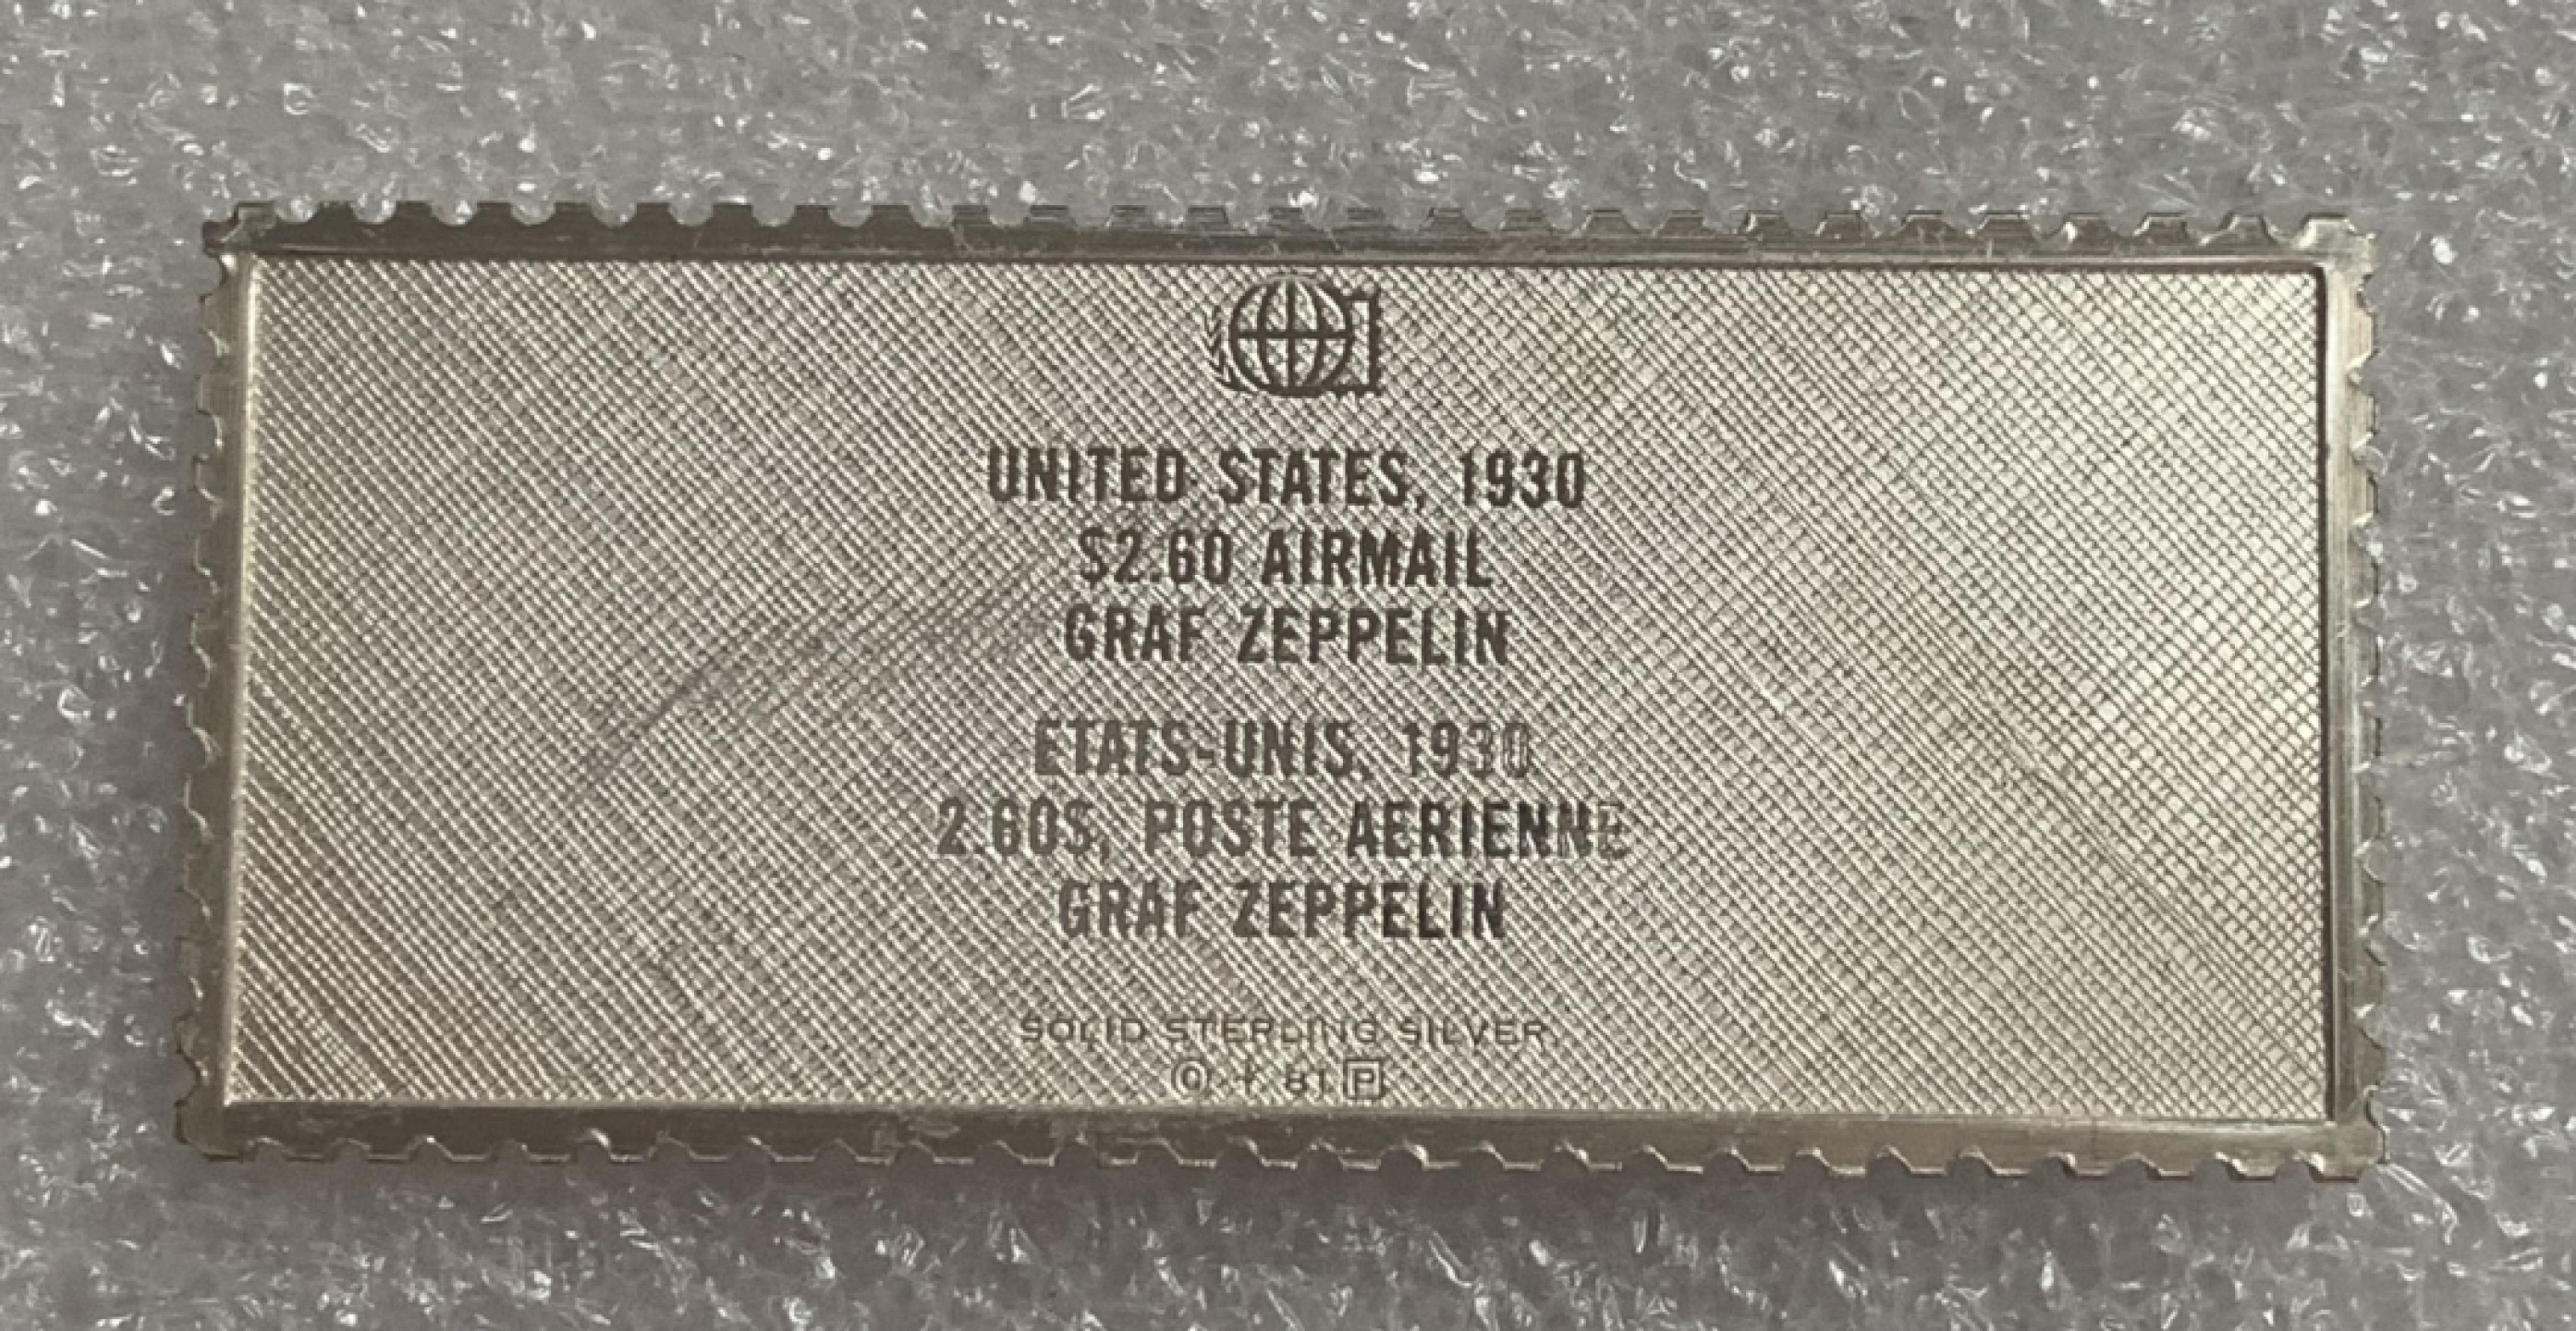 UNITED STATES, 1930
$2.60 AIRMAIL
GRAF ZEPPELIN
ETATS-UNIS, 1930
2.60$, POSTE AERIENNE
GRAF ZEPPELIN
SOLID STERLING SILVER
© 81 P